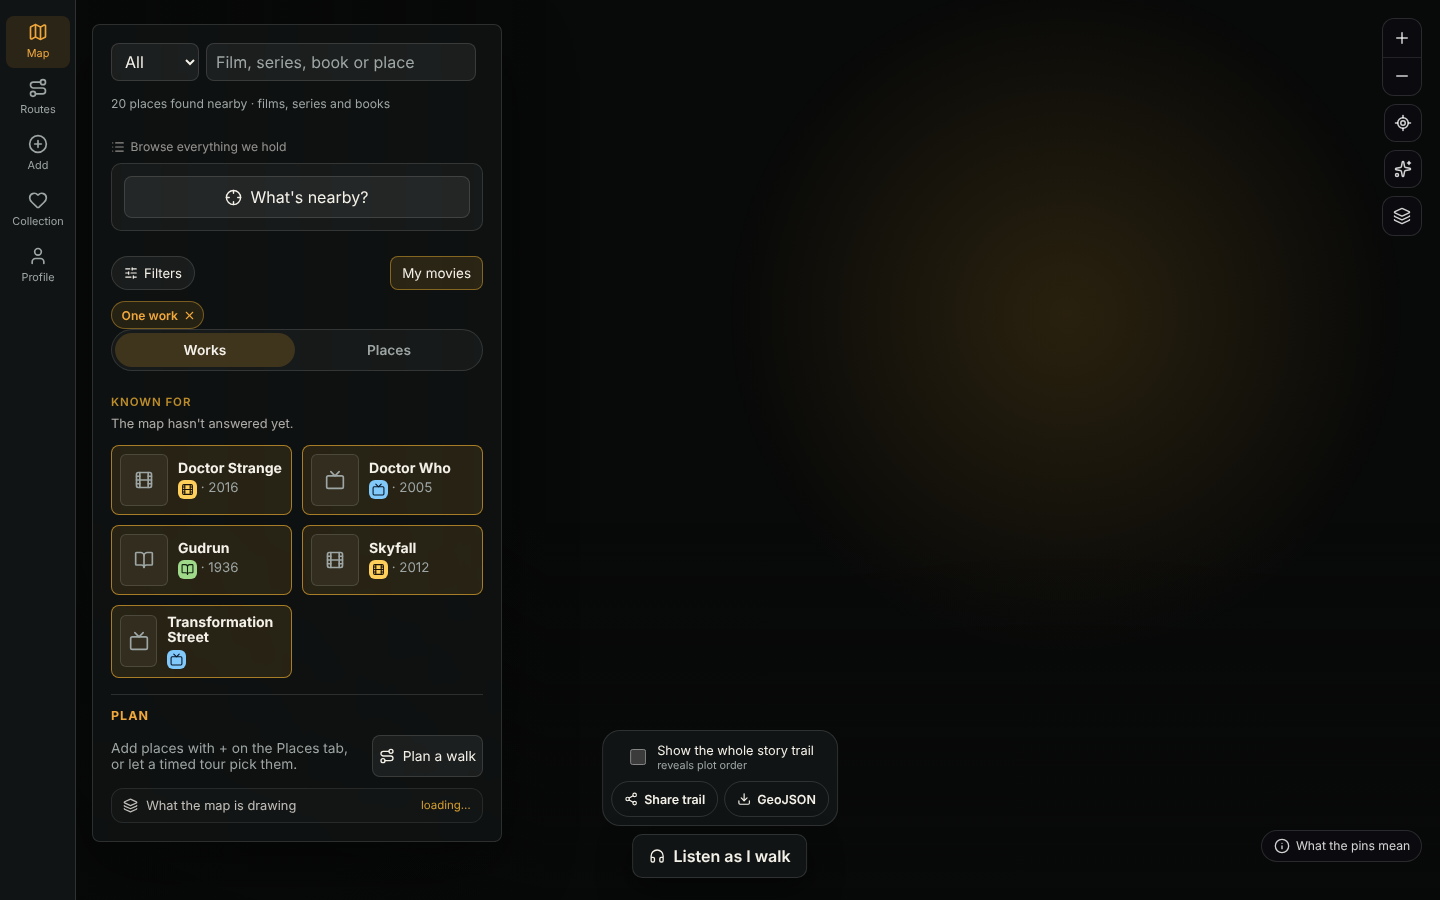 Map
Routes
Add
Collection
Profile
All
Film, series, book or place
20 places found nearby · films, series and books
Browse everything we hold
What's nearby?
Filters
My movies
One work ×
Works
Places
KNOWN FOR
The map hasn't answered yet.
Doctor Strange
· 2016
Doctor Who
· 2005
Gudrun
· 1936
Skyfall
· 2012
Transformation
Street
PLAN
Add places with + on the Places tab,
or let a timed tour pick them.
Plan a walk
What the map is drawing
loading...
Show the whole story trail
reveals plot order
Share trail
GeoJSON
Listen as I walk
What the pins mean